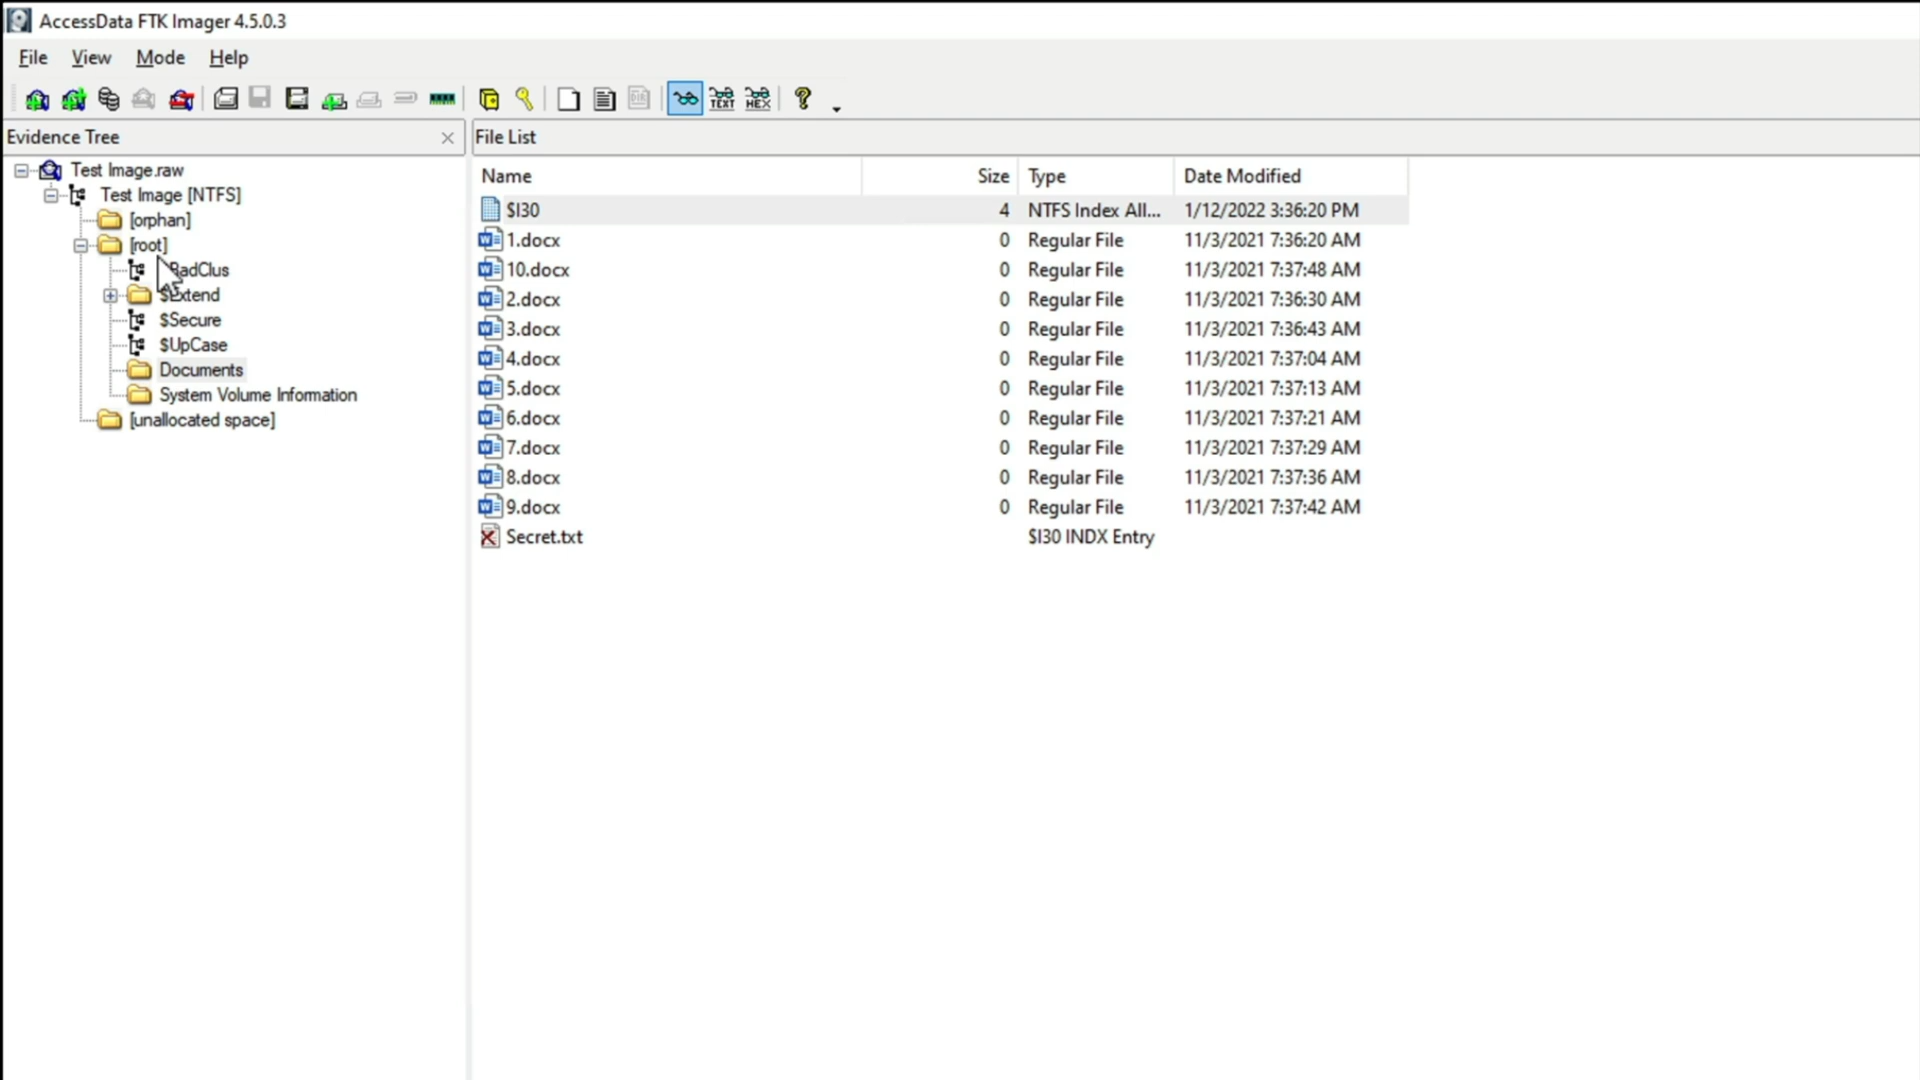 AccessData FTK Imager 4.5.0.3
File View Mode Help
TEXT HEX ?
Evidence Tree
Test Image.raw
Test Image [NTFS]
[orphan]
[root]
$Extend
$Secure
$UpCase
Documents
System Volume Information
[unallocated space]
File List
Name Size Type Date Modified
$I30 4 NTFS Index All... 1/12/2022 3:36:20 PM
1.docx 0 Regular File 11/3/2021 7:36:20 AM
10.docx 0 Regular File 11/3/2021 7:37:48 AM
2.docx 0 Regular File 11/3/2021 7:36:30 AM
3.docx 0 Regular File 11/3/2021 7:36:43 AM
4.docx 0 Regular File 11/3/2021 7:37:04 AM
5.docx 0 Regular File 11/3/2021 7:37:13 AM
6.docx 0 Regular File 11/3/2021 7:37:21 AM
7.docx 0 Regular File 11/3/2021 7:37:29 AM
8.docx 0 Regular File 11/3/2021 7:37:36 AM
9.docx 0 Regular File 11/3/2021 7:37:42 AM
Secret.txt $I30 INDX Entry